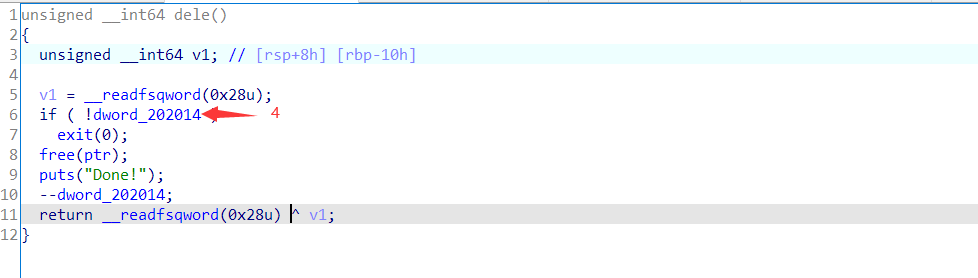 1 unsigned __int64 dele()
2 {
3   unsigned __int64 v1; // [rsp+8h] [rbp-10h]
4
5   v1 = __readfsqword(0x28u);
6   if ( !dword_202014 4
7     exit(0);
8   free(ptr);
9   puts("Done!");
10   --dword_202014;
11   return __readfsqword(0x28u) ^ v1;
12 }